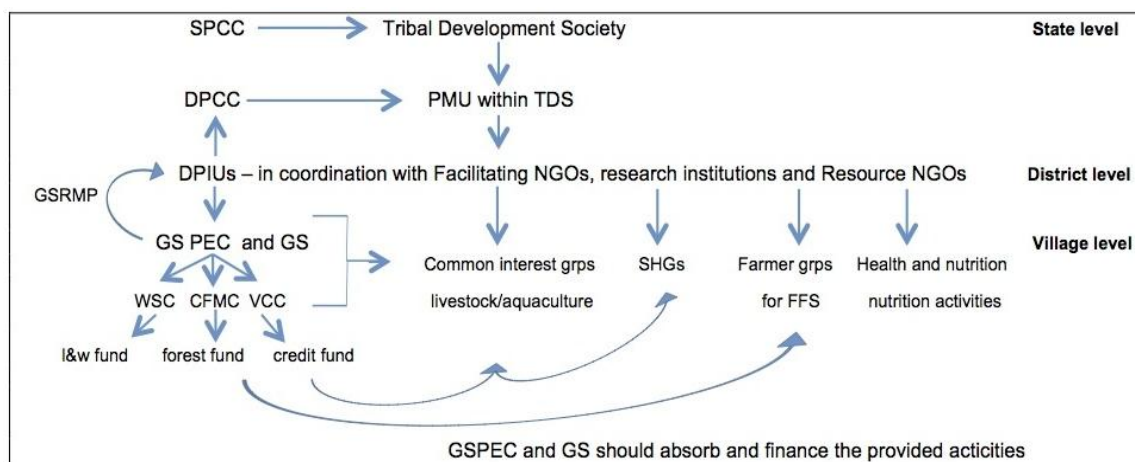 SPCC Tribal Development Society State level
DPCC PMU within TDS
DPIUs – in coordination with Facilitating NGOs, research institutions and Resource NGOs District level
GSRMP
GS PEC and GS Village level
Common interest grps SHGs Farmer grps Health and nutrition
WSC CFMC VCC livestock/aquaculture for FFS nutrition activities
l&w fund forest fund credit fund
GSPEC and GS should absorb and finance the provided acticities